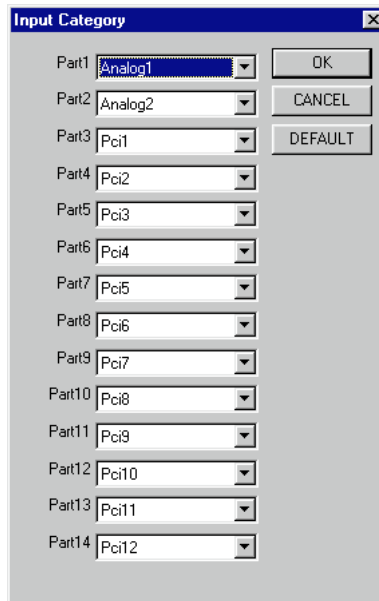 Input Category
Part1 Analog1 OK
Part2 Analog2 CANCEL
Part3 Pci1 DEFAULT
Part4 Pci2
Part5 Pci3
Part6 Pci4
Part7 Pci5
Part8 Pci6
Part9 Pci7
Part10 Pci8
Part11 Pci9
Part12 Pci10
Part13 Pci11
Part14 Pci12